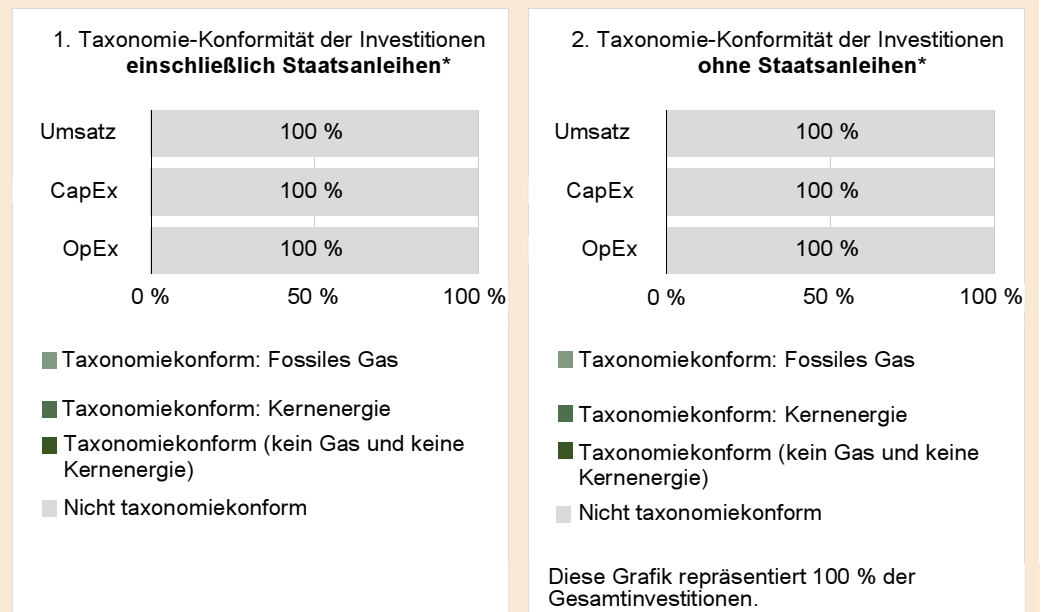 1. Taxonomie-Konformität der Investitionen
einschließlich Staatsanleihen*
Umsatz
100 %
CapEx
100 %
OpEx
100 %
0 %
50 %
100 %
Taxonomiekonform: Fossiles Gas
Taxonomiekonform: Kernenergie
Taxonomiekonform (kein Gas und keine
Kernenergie)
Nicht taxonomiekonform
2. Taxonomie-Konformität der Investitionen
ohne Staatsanleihen*
Umsatz
100 %
CapEx
100 %
OpEx
100 %
0 %
50 %
100 %
Taxonomiekonform: Fossiles Gas
Taxonomiekonform: Kernenergie
Taxonomiekonform (kein Gas und keine
Kernenergie)
Nicht taxonomiekonform
Diese Grafik repräsentiert 100 % der
Gesamtinvestitionen.